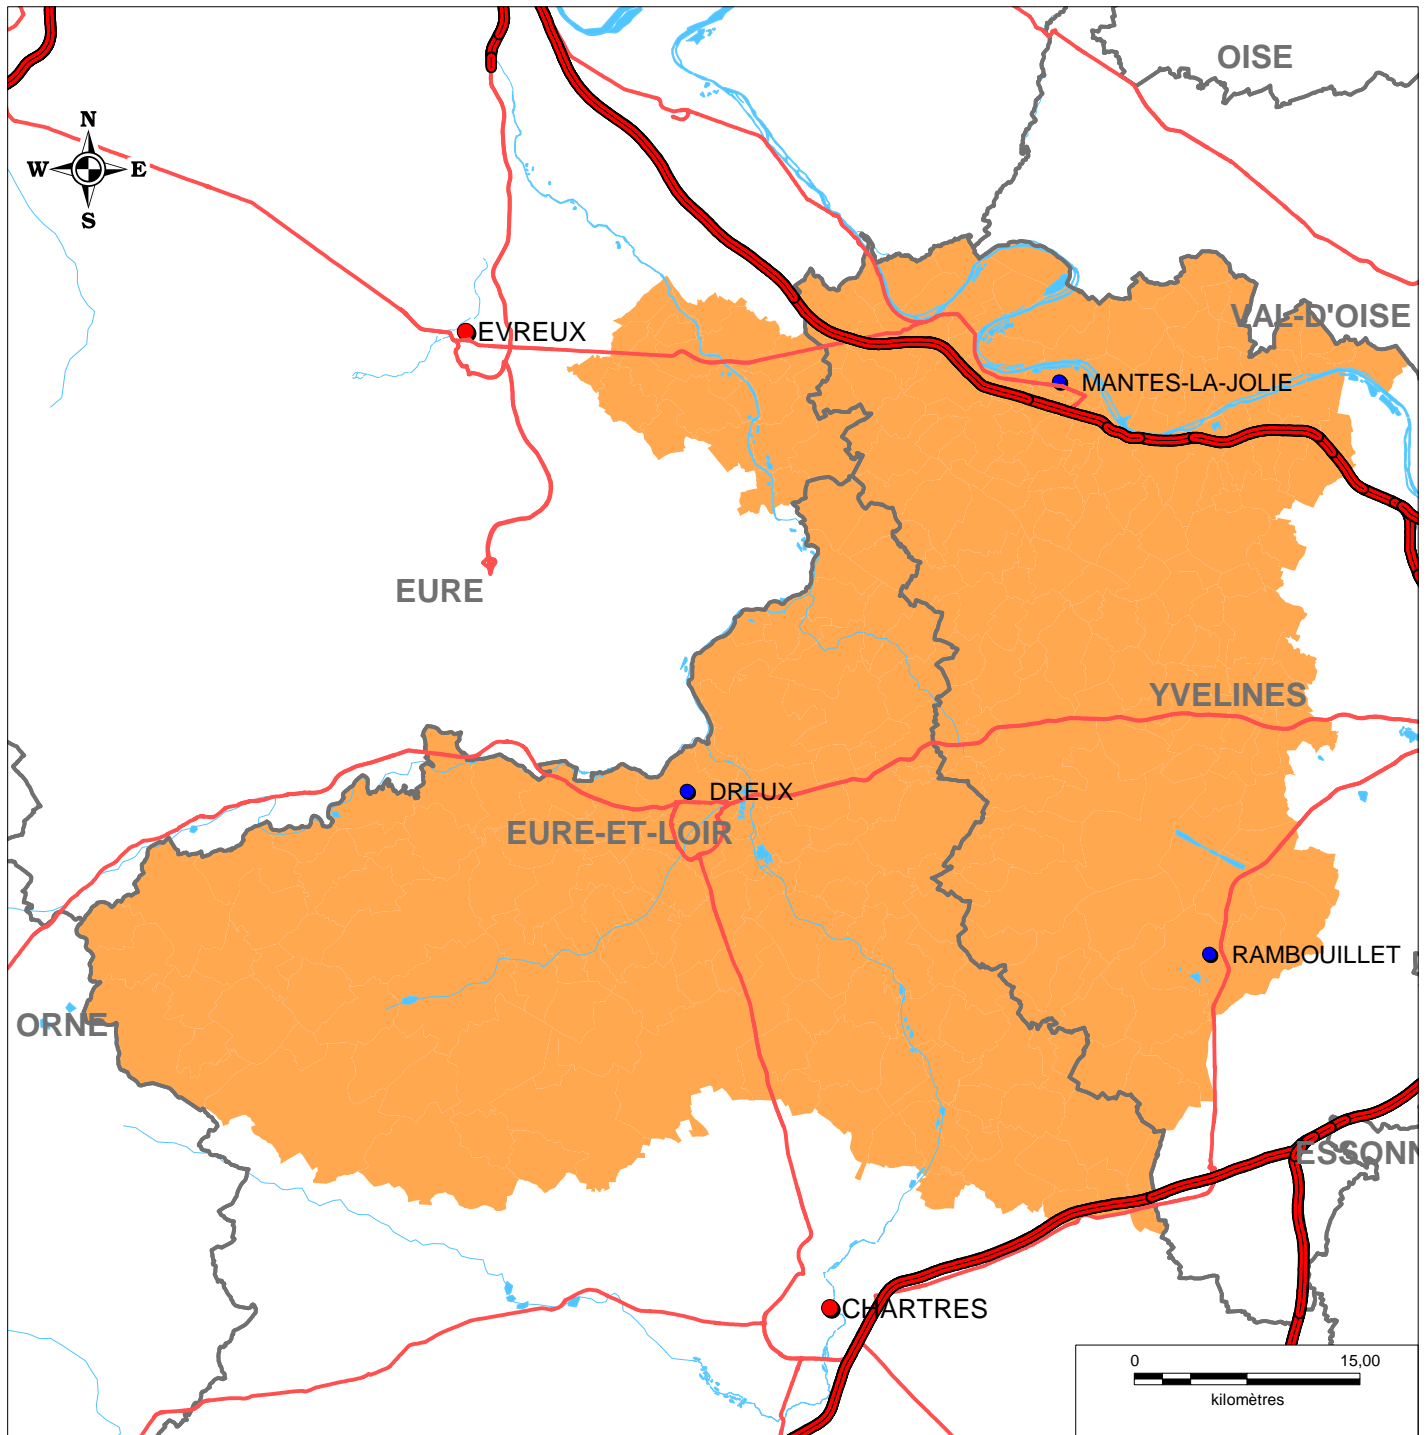 OISE
N
W E
S
VAL-D'OISE
EVREUX
MANTES-LA-JOLIE
EURE
YVELINES
DREUX
EURE-ET-LOIR
RAMBOUILLET
ORNE
ESSONN
CHARTRES
0 15,00
kilomètres